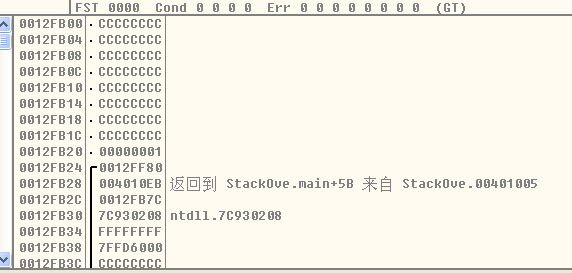 FST 0000 Cond 0 0 0 0 Err 0 0 0 0 0 0 0 0 (GT)
0012FB00 · CCCCCCCC
0012FB04 · CCCCCCCC
0012FB08 · CCCCCCCC
0012FB0C · CCCCCCCC
0012FB10 · CCCCCCCC
0012FB14 · CCCCCCCC
0012FB18 · CCCCCCCC
0012FB1C · CCCCCCCC
0012FB20 · 00000001
0012FB24 0012FF80
0012FB28 004010EB 返回到 StackOve.main+5B 来自 StackOve.00401005
0012FB2C 0012FB7C
0012FB30 7C930208 ntdll.7C930208
0012FB34 FFFFFFFF
0012FB38 7FFD6000
0012FB3C CCCCCCCC